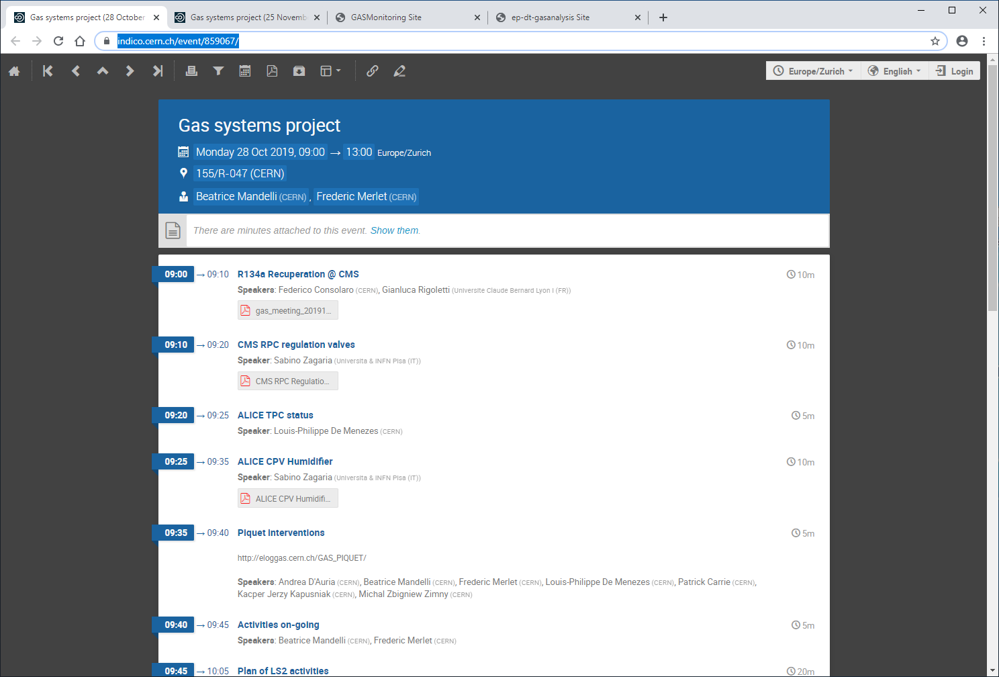 Gas systems project (28 October
Gas systems project (25 Novemb
GASMonitoring Site
ep-dt-gasanalysis Site
indico.cern.ch/event/859067/
Europe/Zurich
English
Login
Gas systems project
Monday 28 Oct 2019, 09:00 → 13:00 Europe/Zurich
155/R-047 (CERN)
Beatrice Mandelli (CERN) , Frederic Merlet (CERN)
There are minutes attached to this event. Show them.
09:00 → 09:10 R134a Recuperation @ CMS 10m
Speakers: Federico Consolaro (CERN), Gianluca Rigoletti (Universite Claude Bernard Lyon I (FR))
gas_meeting_20191...
09:10 → 09:20 CMS RPC regulation valves 10m
Speaker: Sabino Zagaria (Universita & INFN Pisa (IT))
CMS RPC Regulatio...
09:20 → 09:25 ALICE TPC status 5m
Speaker: Louis-Philippe De Menezes (CERN)
09:25 → 09:35 ALICE CPV Humidifier 10m
Speaker: Sabino Zagaria (Universita & INFN Pisa (IT))
ALICE CPV Humidifi...
09:35 → 09:40 Piquet interventions 5m
http://eloggas.cern.ch/GAS_PIQUET/
Speakers: Andrea D'Auria (CERN), Beatrice Mandelli (CERN), Frederic Merlet (CERN), Louis-Philippe De Menezes (CERN), Patrick Carrie (CERN),
Kacper Jerzy Kapusniak (CERN), Michal Zbigniew Zimny (CERN)
09:40 → 09:45 Activities on-going 5m
Speakers: Beatrice Mandelli (CERN), Frederic Merlet (CERN)
09:45 → 10:05 Plan of LS2 activities 20m